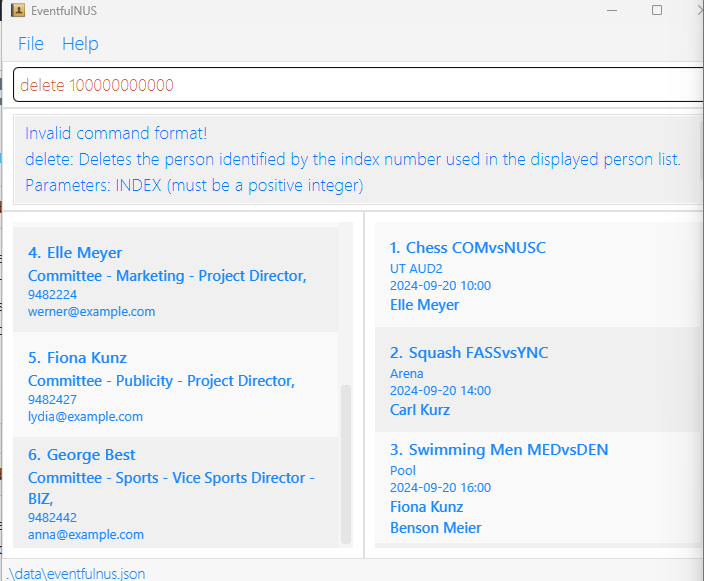 EventfulNUS
File Help
delete 100000000000
Invalid command format!
delete: Deletes the person identified by the index number used in the displayed person list.
Parameters: INDEX (must be a positive integer)
4. Elle Meyer
Committee - Marketing - Project Director,
9482224
werner@example.com
5. Fiona Kunz
Committee - Publicity - Project Director,
9482427
lydia@example.com
6. George Best
Committee - Sports - Vice Sports Director -
BIZ,
9482442
anna@example.com
1. Chess COMvsNUSC
UT AUD2
2024-09-20 10:00
Elle Meyer
2. Squash FASSvsYNC
Arena
2024-09-20 14:00
Carl Kurz
3. Swimming Men MEDvsDEN
Pool
2024-09-20 16:00
Fiona Kunz
Benson Meier
.\data\eventfulnus.json